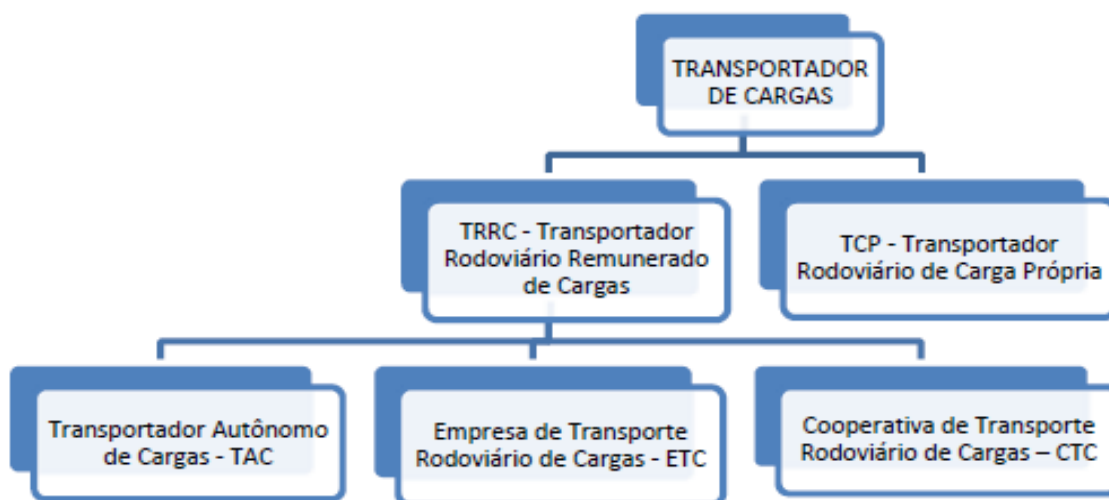 TRANSPORTADOR
DE CARGAS
TRRC - Transportador
Rodoviário Remunerado
de Cargas
TCP - Transportador
Rodoviário de Carga Própria
Transportador Autônomo
de Cargas - TAC
Empresa de Transporte
Rodoviário de Cargas - ETC
Cooperativa de Transporte
Rodoviário de Cargas – CTC